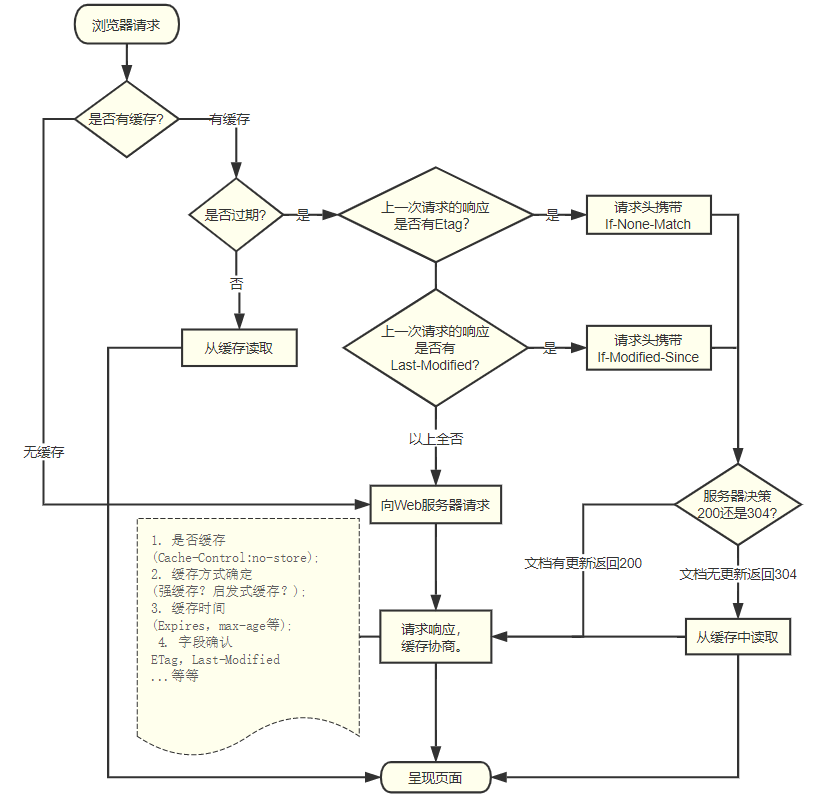 浏览器请求
是否有缓存?
有缓存
是否过期?
是
上一次请求的响应
是否有Etag?
是
请求头携带
If-None-Match
否
从缓存读取
上一次请求的响应
是否有
Last-Modified?
是
请求头携带
If-Modified-Since
无缓存
以上全否
向Web服务器请求
服务器决策
200还是304?
1. 是否缓存
(Cache-Control:no-store);
2. 缓存方式确定
(强缓存? 启发式缓存? );
3. 缓存时间
(Expires, max-age等);
4. 字段确认
ETag, Last-Modified
...等等
文档有更新返回200
文档无更新返回304
请求响应，
缓存协商。
从缓存中读取
呈现页面